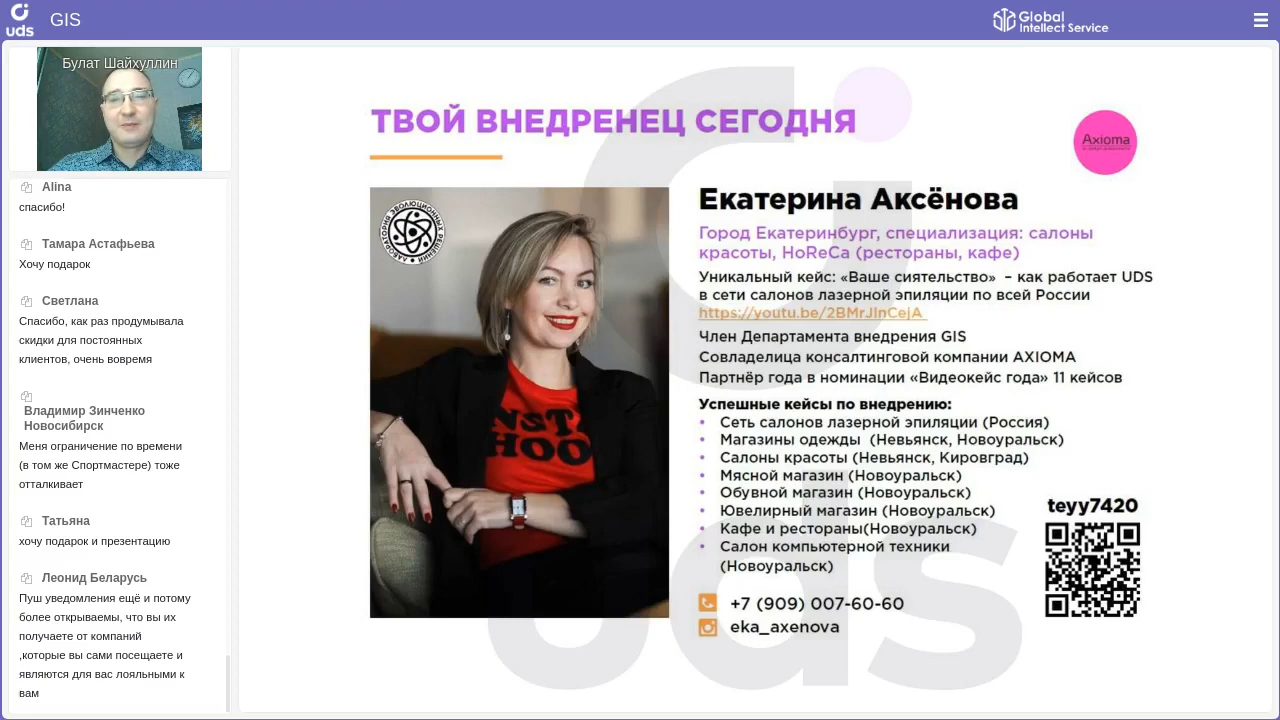 uds
GIS
Global
Intellect Service
Булат Шайхуллин
Alina
спасибо!
Тамара Астафьева
Хочу подарок
Светлана
Спасибо, как раз продумывала
скидки для постоянных
клиентов, очень вовремя
Владимир Зинченко
Новосибирск
Меня ограничение по времени
(в том же Спортмастере) тоже
отталкивает
Татьяна
хочу подарок и презентацию
Леонид Беларусь
Пуш уведомления ещё и потому
более открываемы, что вы их
получаете от компаний
,которые вы сами посещаете и
являются для вас лояльными к
вам
ТВОЙ ВНЕДРЕНЕЦ СЕГОДНЯ
Axioma
ЛАБОРАТОРИЯ ЭВОЛЮЦИОННЫХ РЕШЕНИЙ
Екатерина Аксёнова
Город Екатеринбург, специализация: салоны
красоты, HoReCa (рестораны, кафе)
Уникальный кейс: «Ваше сиятельство» – как работает UDS
в сети салонов лазерной эпиляции по всей России
https://youtu.be/2BMrJlnCejA
Член Департамента внедрения GIS
Совладелица консалтинговой компании AXIOMA
Партнёр года в номинации «Видеокейс года» 11 кейсов
Успешные кейсы по внедрению:
• Сеть салонов лазерной эпиляции (Россия)
• Магазины одежды (Невьянск, Новоуральск)
• Салоны красоты (Невьянск, Кировград)
• Мясной магазин (Новоуральск)
• Обувной магазин (Новоуральск)
• Ювелирный магазин (Новоуральск)
• Кафе и рестораны(Новоуральск)
• Салон компьютерной техники
(Новоуральск)
teyy7420
+7 (909) 007-60-60
eka_axenova
uds